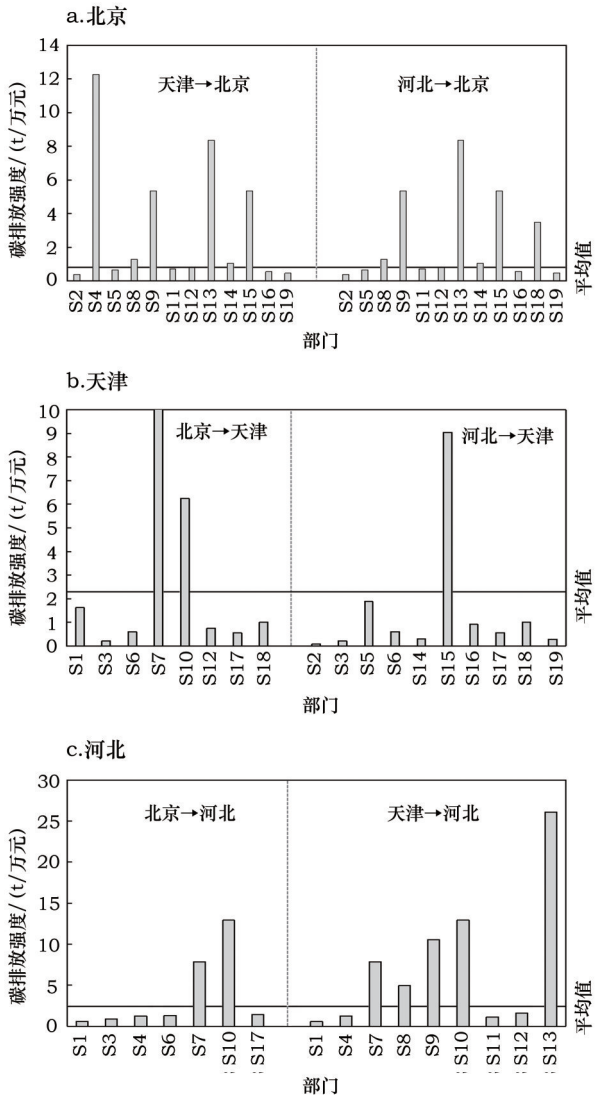 a.北京
14
12
10
8
6
4
2
0
碳排放强度/(t/万元)
天津→北京
河北→北京
平均值
S2 S4 S5 S8 S9 S11 S12 S13 S14 S15 S16 S19
S2 S5 S8 S9 S11 S12 S13 S14 S15 S16 S18 S19
部门
b.天津
10
9
8
7
6
5
4
3
2
1
0
碳排放强度/(t/万元)
北京→天津
河北→天津
平均值
S1 S3 S6 S7 S10 S12 S17 S18
S2 S3 S5 S6 S14 S15 S16 S17 S18 S19
部门
c.河北
30
25
20
15
10
5
0
碳排放强度/(t/万元)
北京→河北
天津→河北
平均值
S1 S3 S4 S6 S7 S10 S17
S1 S4 S7 S8 S9 S10 S11 S12 S13
部门